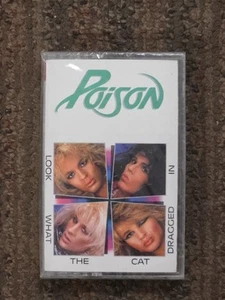 POISON
LOOK
WHAT
THE
CAT
DRAGGED
IN